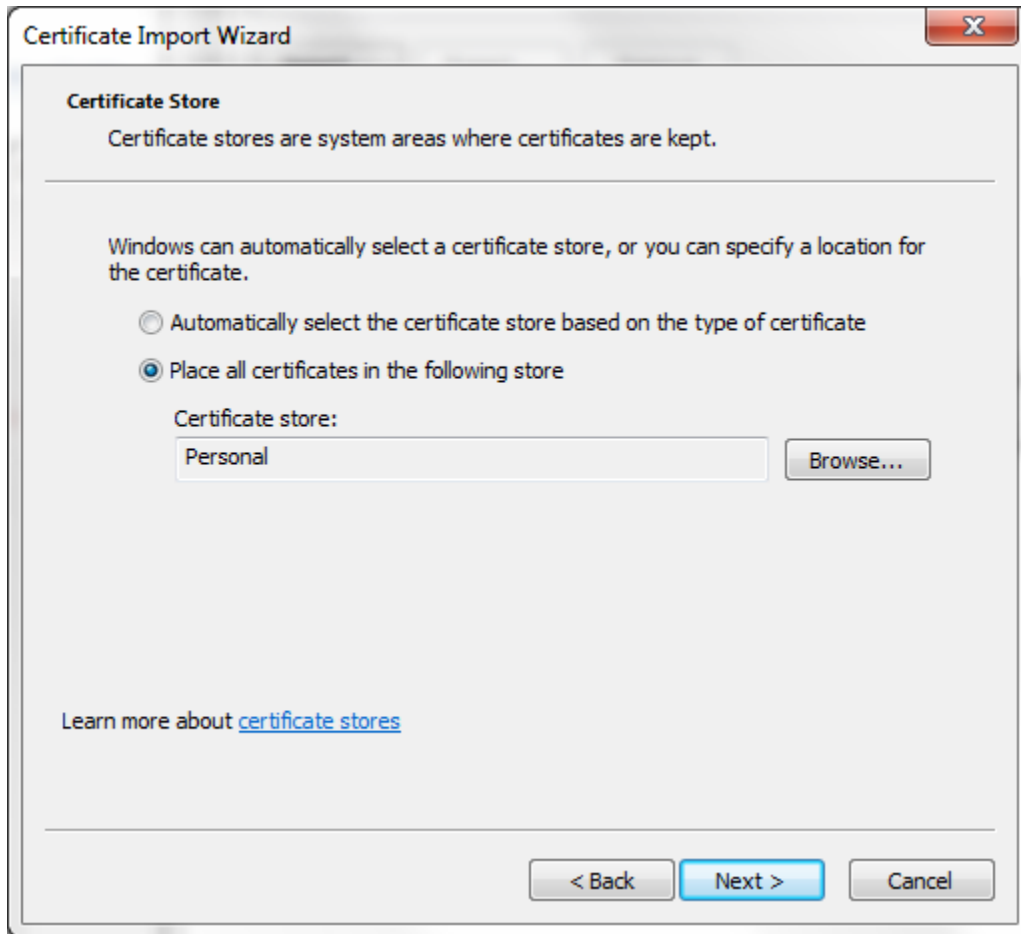 Certificate Import Wizard
Certificate Store
Certificate stores are system areas where certificates are kept.
Windows can automatically select a certificate store, or you can specify a location for
the certificate.
Automatically select the certificate store based on the type of certificate
Place all certificates in the following store
Certificate store:
Personal
Browse...
Learn more about certificate stores
< Back Next > Cancel